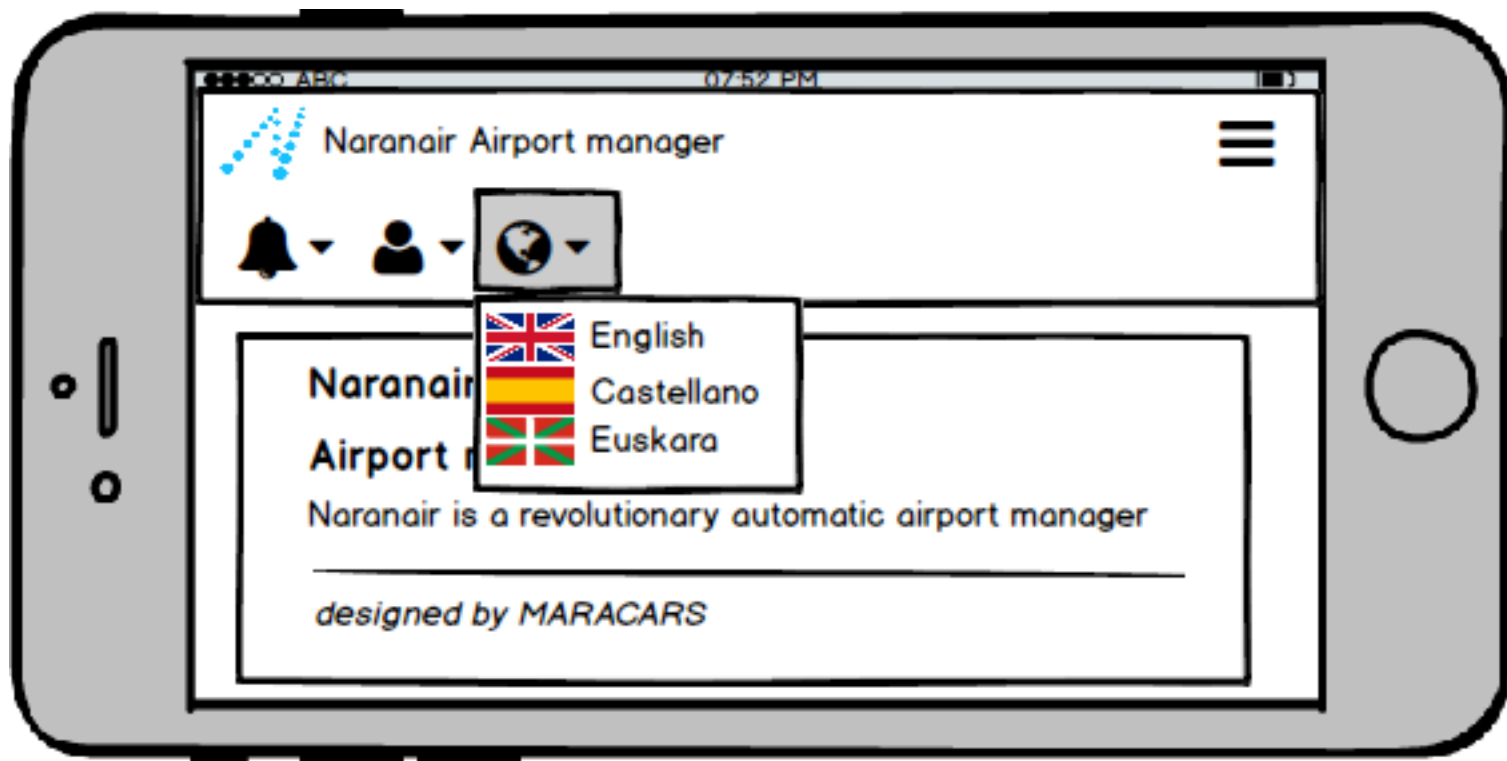 ABC 07:52 PM
Naranair Airport manager
English
Castellano
Euskara
Naranair
Airport
Naranair is a revolutionary automatic airport manager
designed by MARACARS